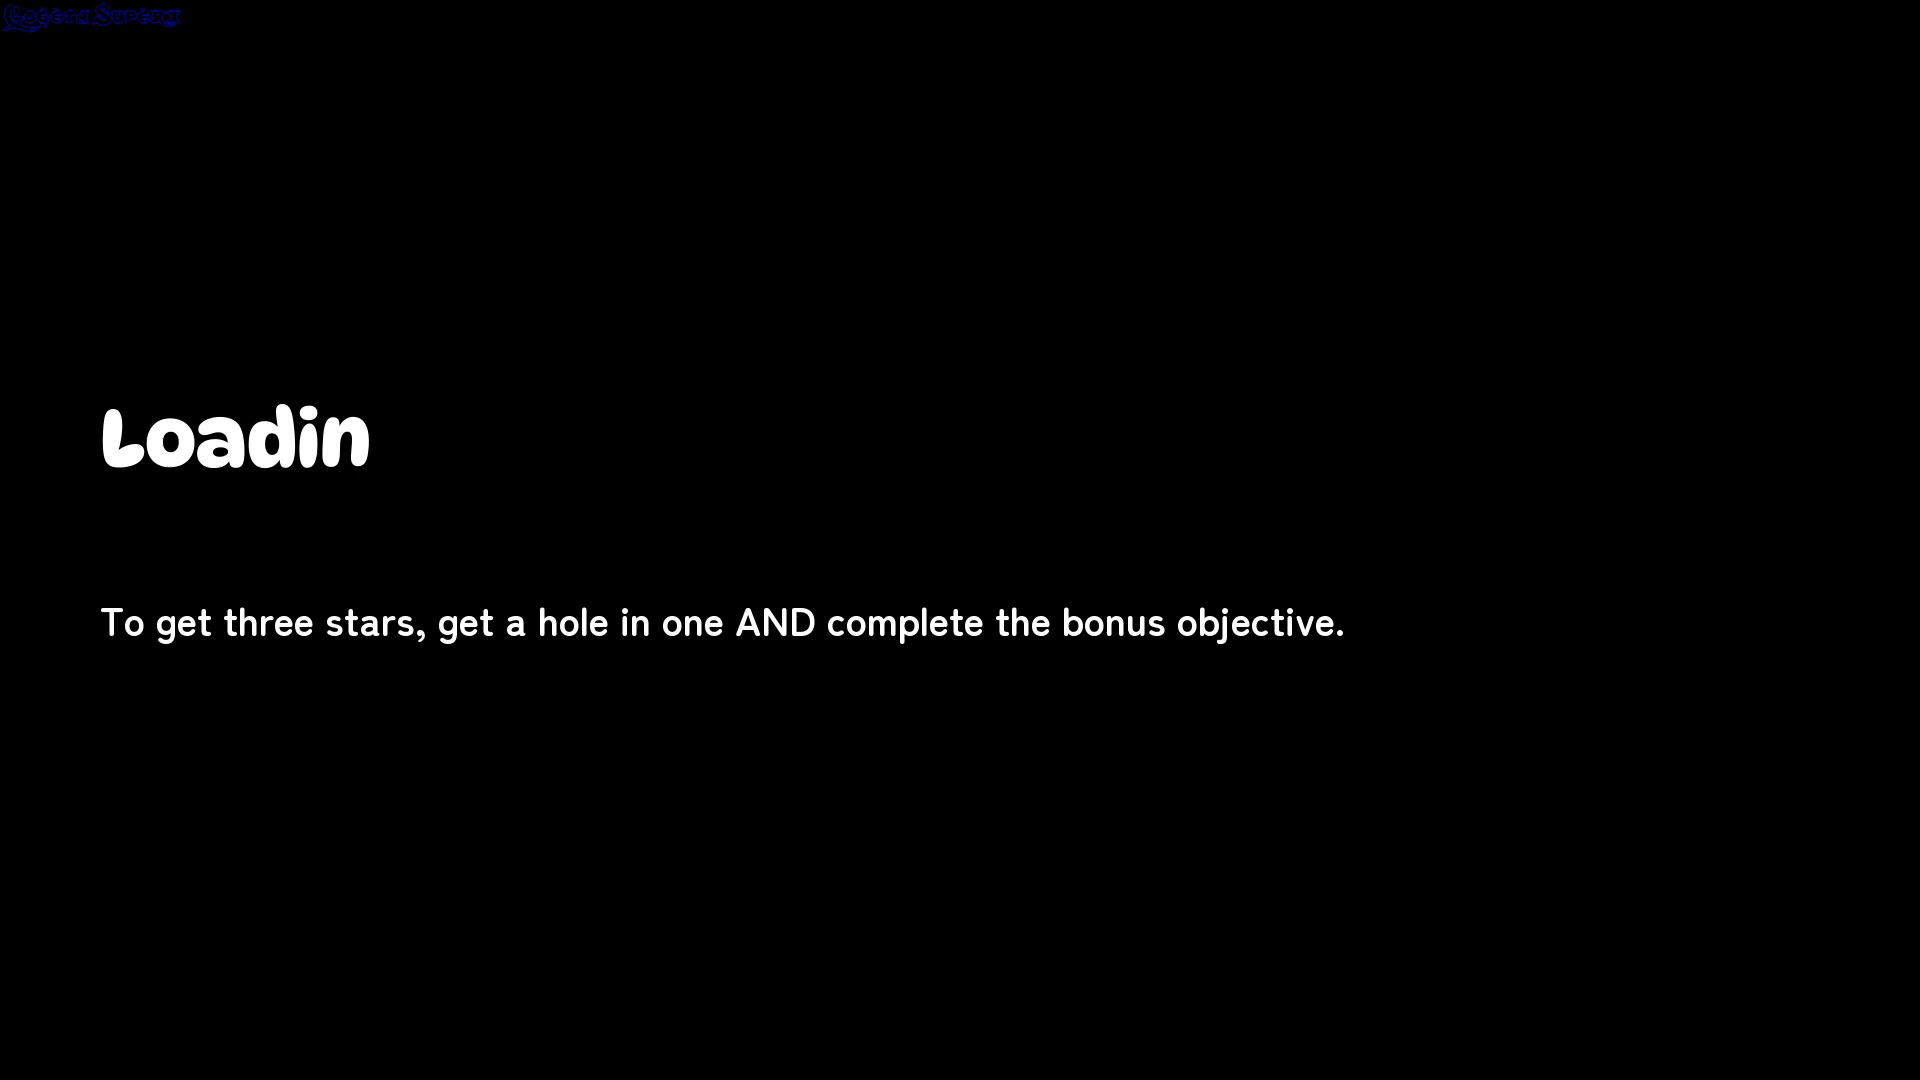 Loadin
To get three stars, get a hole in one AND complete the bonus objective.